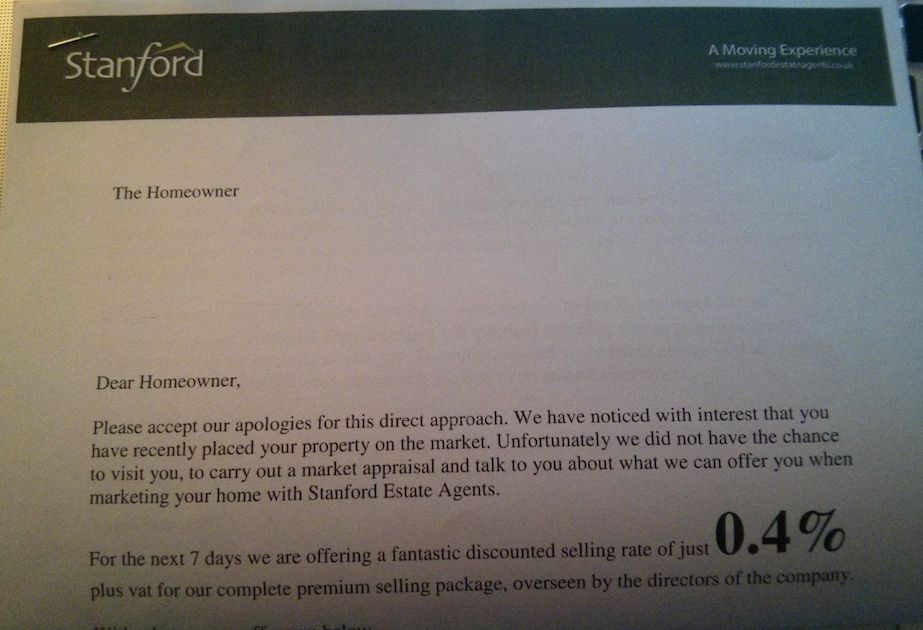 Stanford
A Moving Experience
www.stanfordestateagents.co.uk
The Homeowner
Dear Homeowner,
Please accept our apologies for this direct approach. We have noticed with interest that you
have recently placed your property on the market. Unfortunately we did not have the chance
to visit you, to carry out a market appraisal and talk to you about what we can offer you when
marketing your home with Stanford Estate Agents.
For the next 7 days we are offering a fantastic discounted selling rate of just 0.4%
plus vat for our complete premium selling package, overseen by the directors of the company.